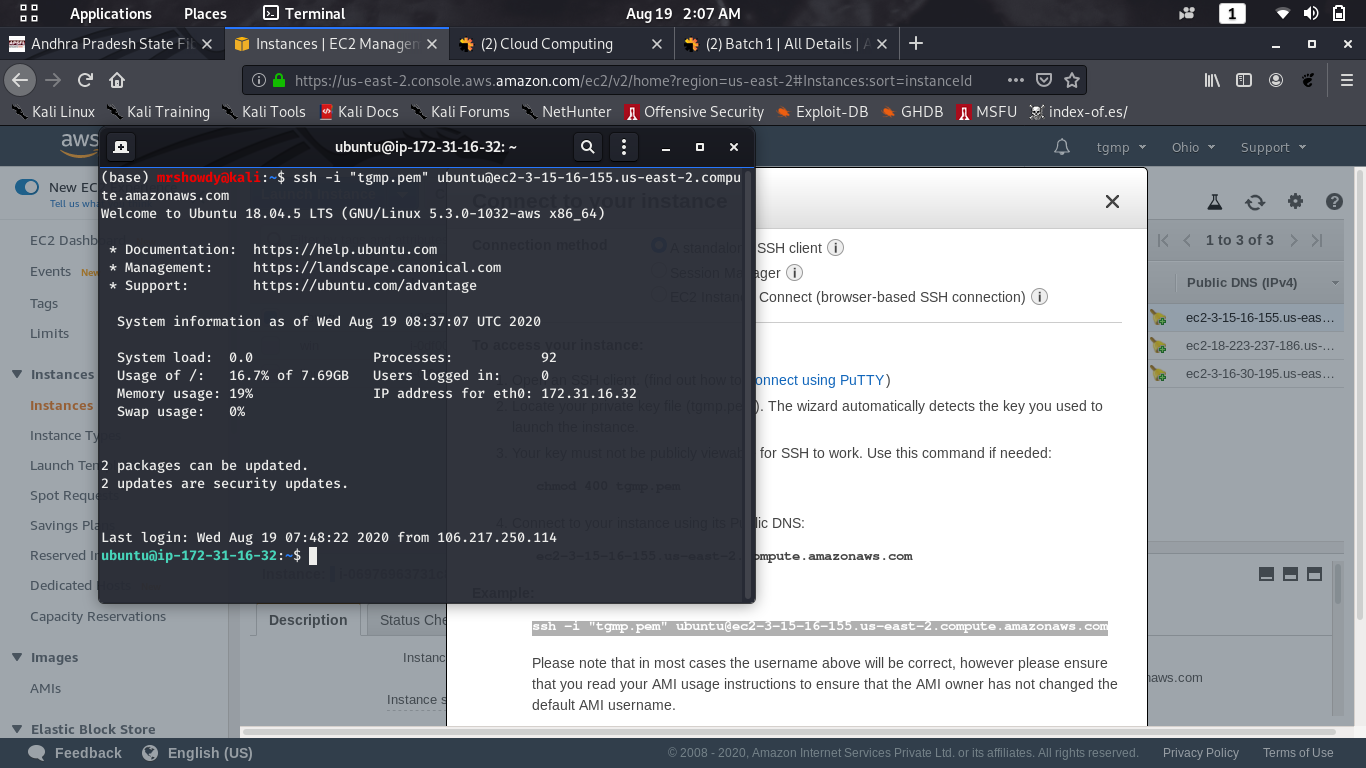 Applications Places Terminal Aug 19 2:07 AM 1
Andhra Pradesh State Fi Instances | EC2 Managem (2) Cloud Computing (2) Batch 1 | All Details | A
https://us-east-2.console.aws.amazon.com/ec2/v2/home?region=us-east-2#Instances:sort=instanceId
Kali Linux Kali Training Kali Tools Kali Docs Kali Forums NetHunter Offensive Security Exploit-DB GHDB MSFU index-of.es/
aws tgmp Ohio Support
ubuntu@ip-172-31-16-32: ~
(base) mrshowdy@kali:~$ ssh -i "tgmp.pem" ubuntu@ec2-3-15-16-155.us-east-2.compu
te.amazonaws.com
Welcome to Ubuntu 18.04.5 LTS (GNU/Linux 5.3.0-1032-aws x86_64)
* Documentation: https://help.ubuntu.com
* Management: https://landscape.canonical.com
* Support: https://ubuntu.com/advantage
System information as of Wed Aug 19 08:37:07 UTC 2020
System load: 0.0 Processes: 92
Usage of /: 16.7% of 7.69GB Users logged in: 0
Memory usage: 19% IP address for eth0: 172.31.16.32
Swap usage: 0%
2 packages can be updated.
2 updates are security updates.
Last login: Wed Aug 19 07:48:22 2020 from 106.217.250.114
ubuntu@ip-172-31-16-32:~$
New EC
Tell us wha
EC2 Dashb
Events New
Tags
Limits
Instances
Instances
Instance Types
Launch Tem
Spot Reque
Savings Plans
Reserved In
Dedicated Hosts
Capacity Reservations
Images
AMIs
Elastic Block Store
Connect to your instance
Connection method A standalone SSH client
Session Manager
EC2 Instance Connect (browser-based SSH connection)
To access your instance:
1. Open an SSH client. (find out how to connect using PuTTY)
2. Locate your private key file (tgmp.pem). The wizard automatically detects the key you used to
launch the instance.
3. Your key must not be publicly viewable for SSH to work. Use this command if needed:
chmod 400 tgmp.pem
4. Connect to your instance using its Public DNS:
ec2-3-15-16-155.us-east-2.compute.amazonaws.com
Example:
ssh -i "tgmp.pem" ubuntu@ec2-3-15-16-155.us-east-2.compute.amazonaws.com
Please note that in most cases the username above will be correct, however please ensure
that you read your AMI usage instructions to ensure that the AMI owner has not changed the
default AMI username.
1 to 3 of 3
Public DNS (IPv4)
ec2-3-15-16-155.us-eas...
ec2-18-223-237-186.us-...
ec2-3-16-30-195.us-eas...
Description Status Che
Instanc
Instance s
naws.com
Feedback English (US) © 2008 - 2020, Amazon Internet Services Private Ltd. or its affiliates. All rights reserved. Privacy Policy Terms of Use